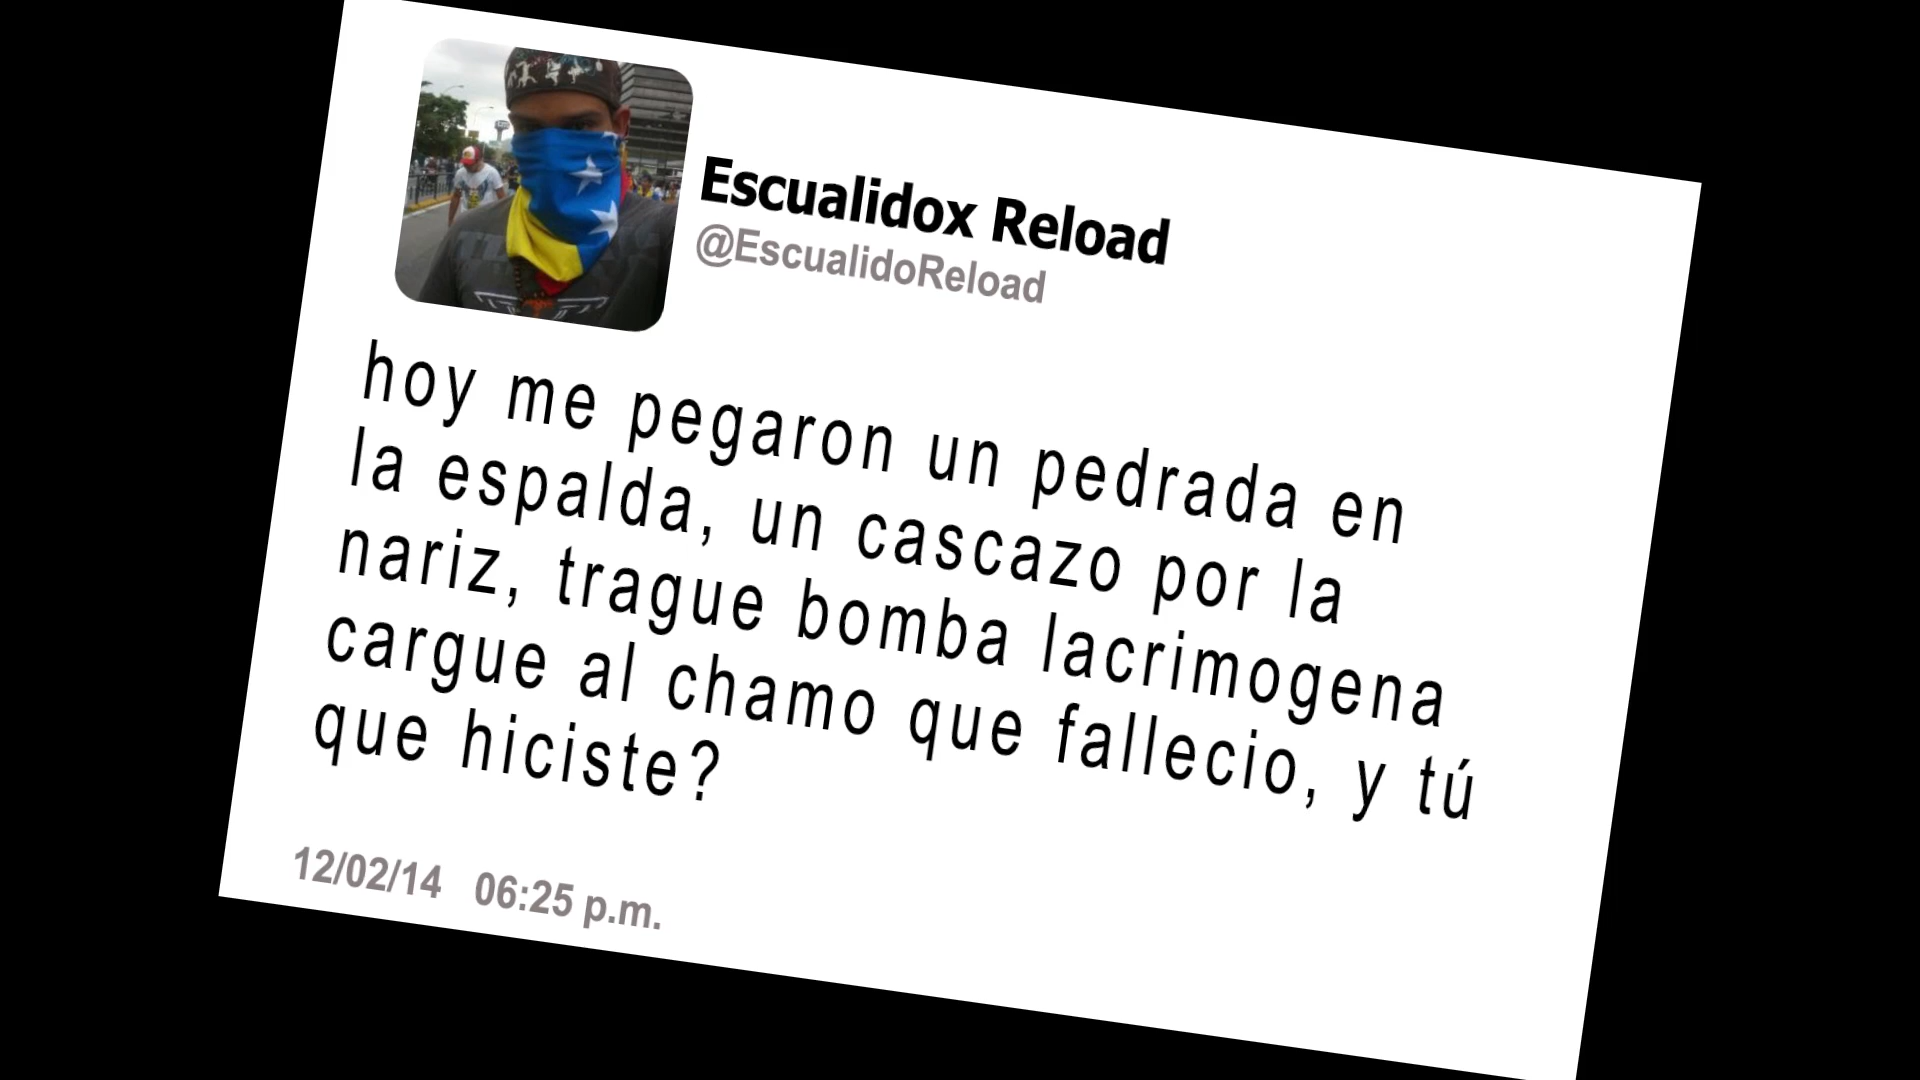 Escualidox Reload
@EscualidoReload
hoy me pegaron un pedrada en
la espalda, un cascazo por la
nariz, trague bomba lacrimogena
cargue al chamo que fallecio, y tú
que hiciste?
12/02/14 06:25 p.m.